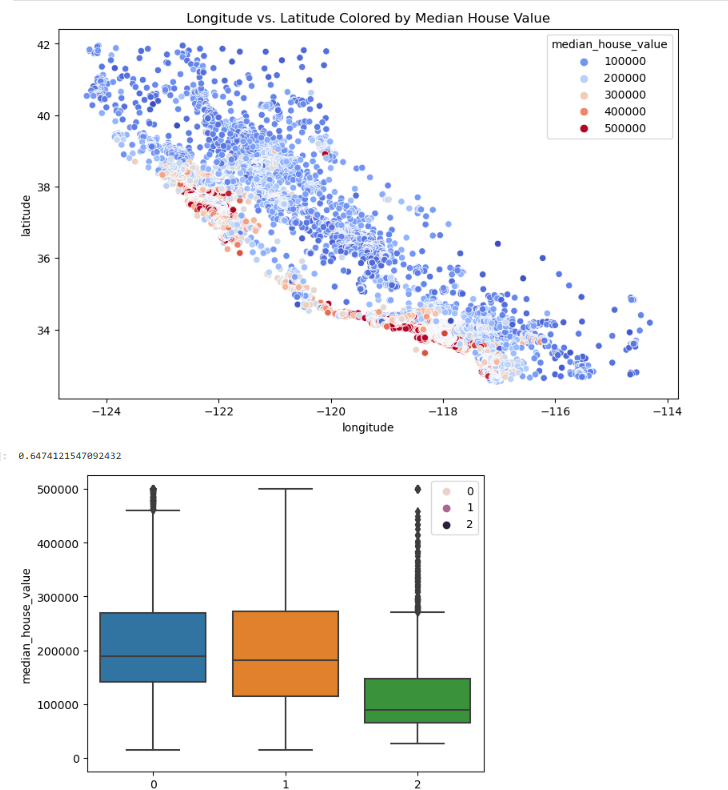 Longitude vs. Latitude Colored by Median House Value
median_house_value
100000
200000
300000
400000
500000
42
40
38
36
34
latitude
−124 −122 −120 −118 −116 −114
longitude
]: 0.6474121547092432
500000
400000
300000
200000
100000
0
median_house_value
0
1
2
0 1 2